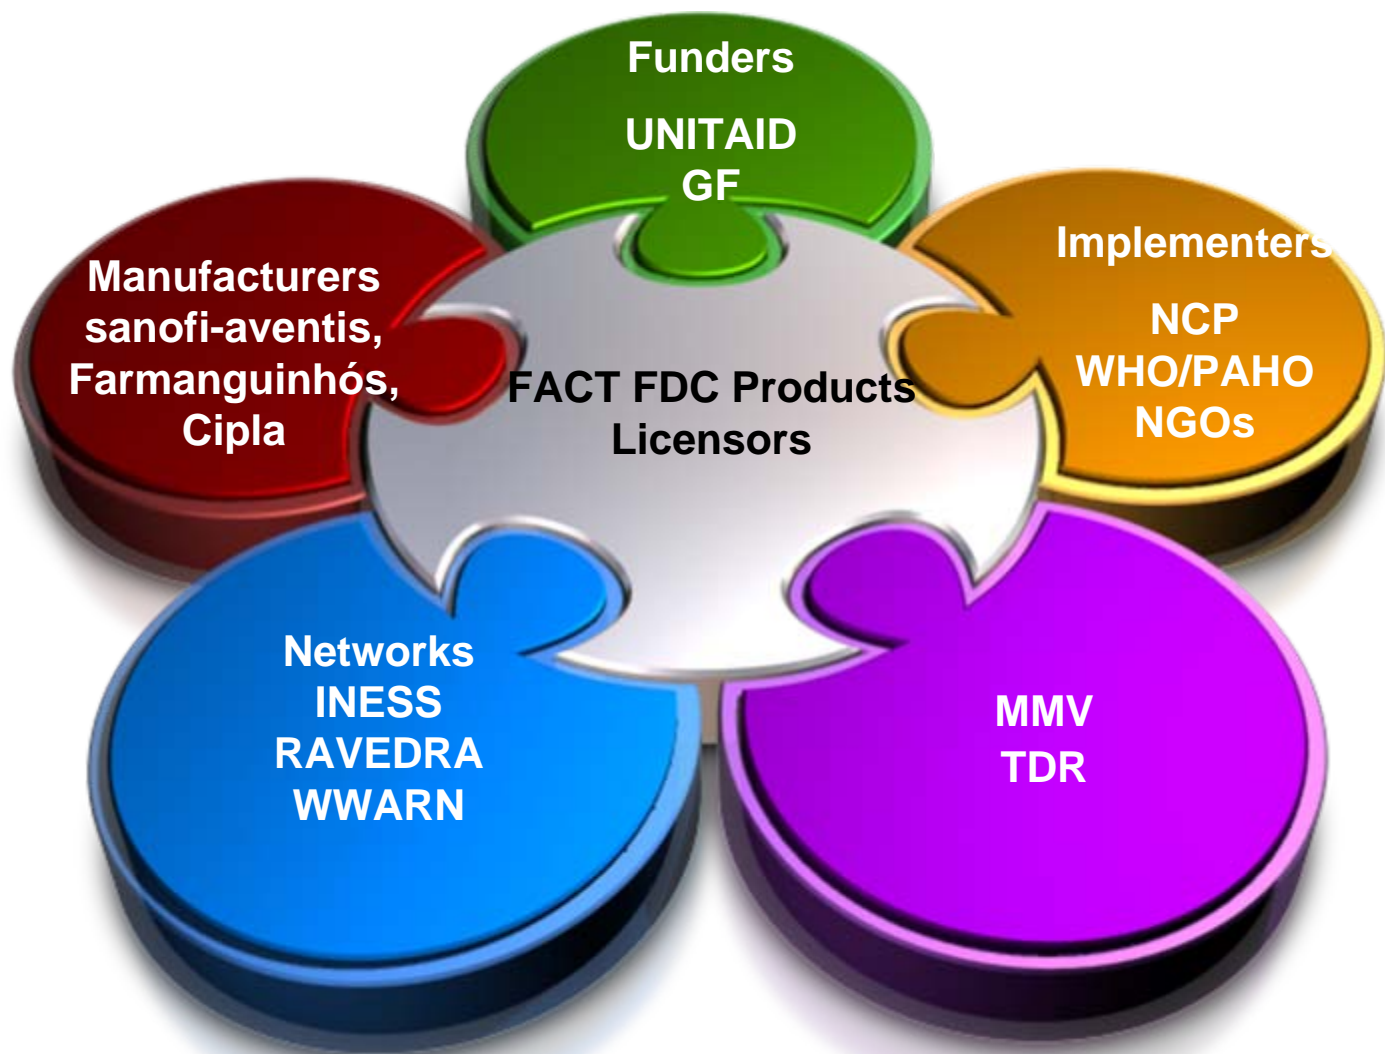 Funders
UNITAID
GF
Manufacturers
sanofi-aventis,
Farmanguinhós,
Cipla
Implementers
NCP
WHO/PAHO
NGOs
FACT FDC Products
Licensors
Networks
INESS
RAVEDRA
WWARN
MMV
TDR